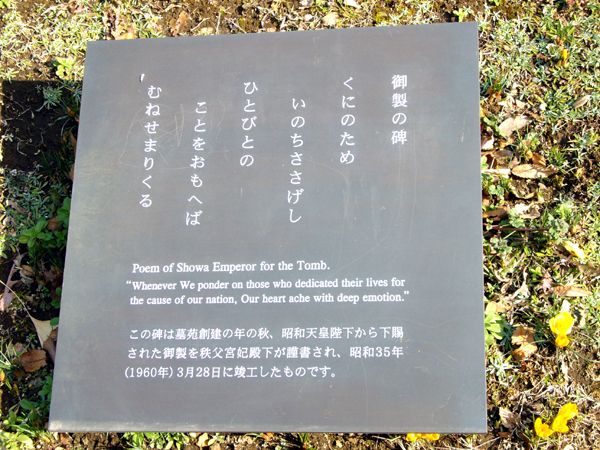 御製の碑
くにのため
いのちささげし
ひとびとの
ことをおもへば
むねせまりくる
Poem of Showa Emperor for the Tomb.
“Whenever We ponder on those who dedicated their lives for
the cause of our nation, Our heart ache with deep emotion.”
この碑は墓苑創建の年の秋、昭和天皇陛下から下賜
された御製を秩父宮妃殿下が謹書され、昭和35年
(1960年) 3月28日に竣工したものです。